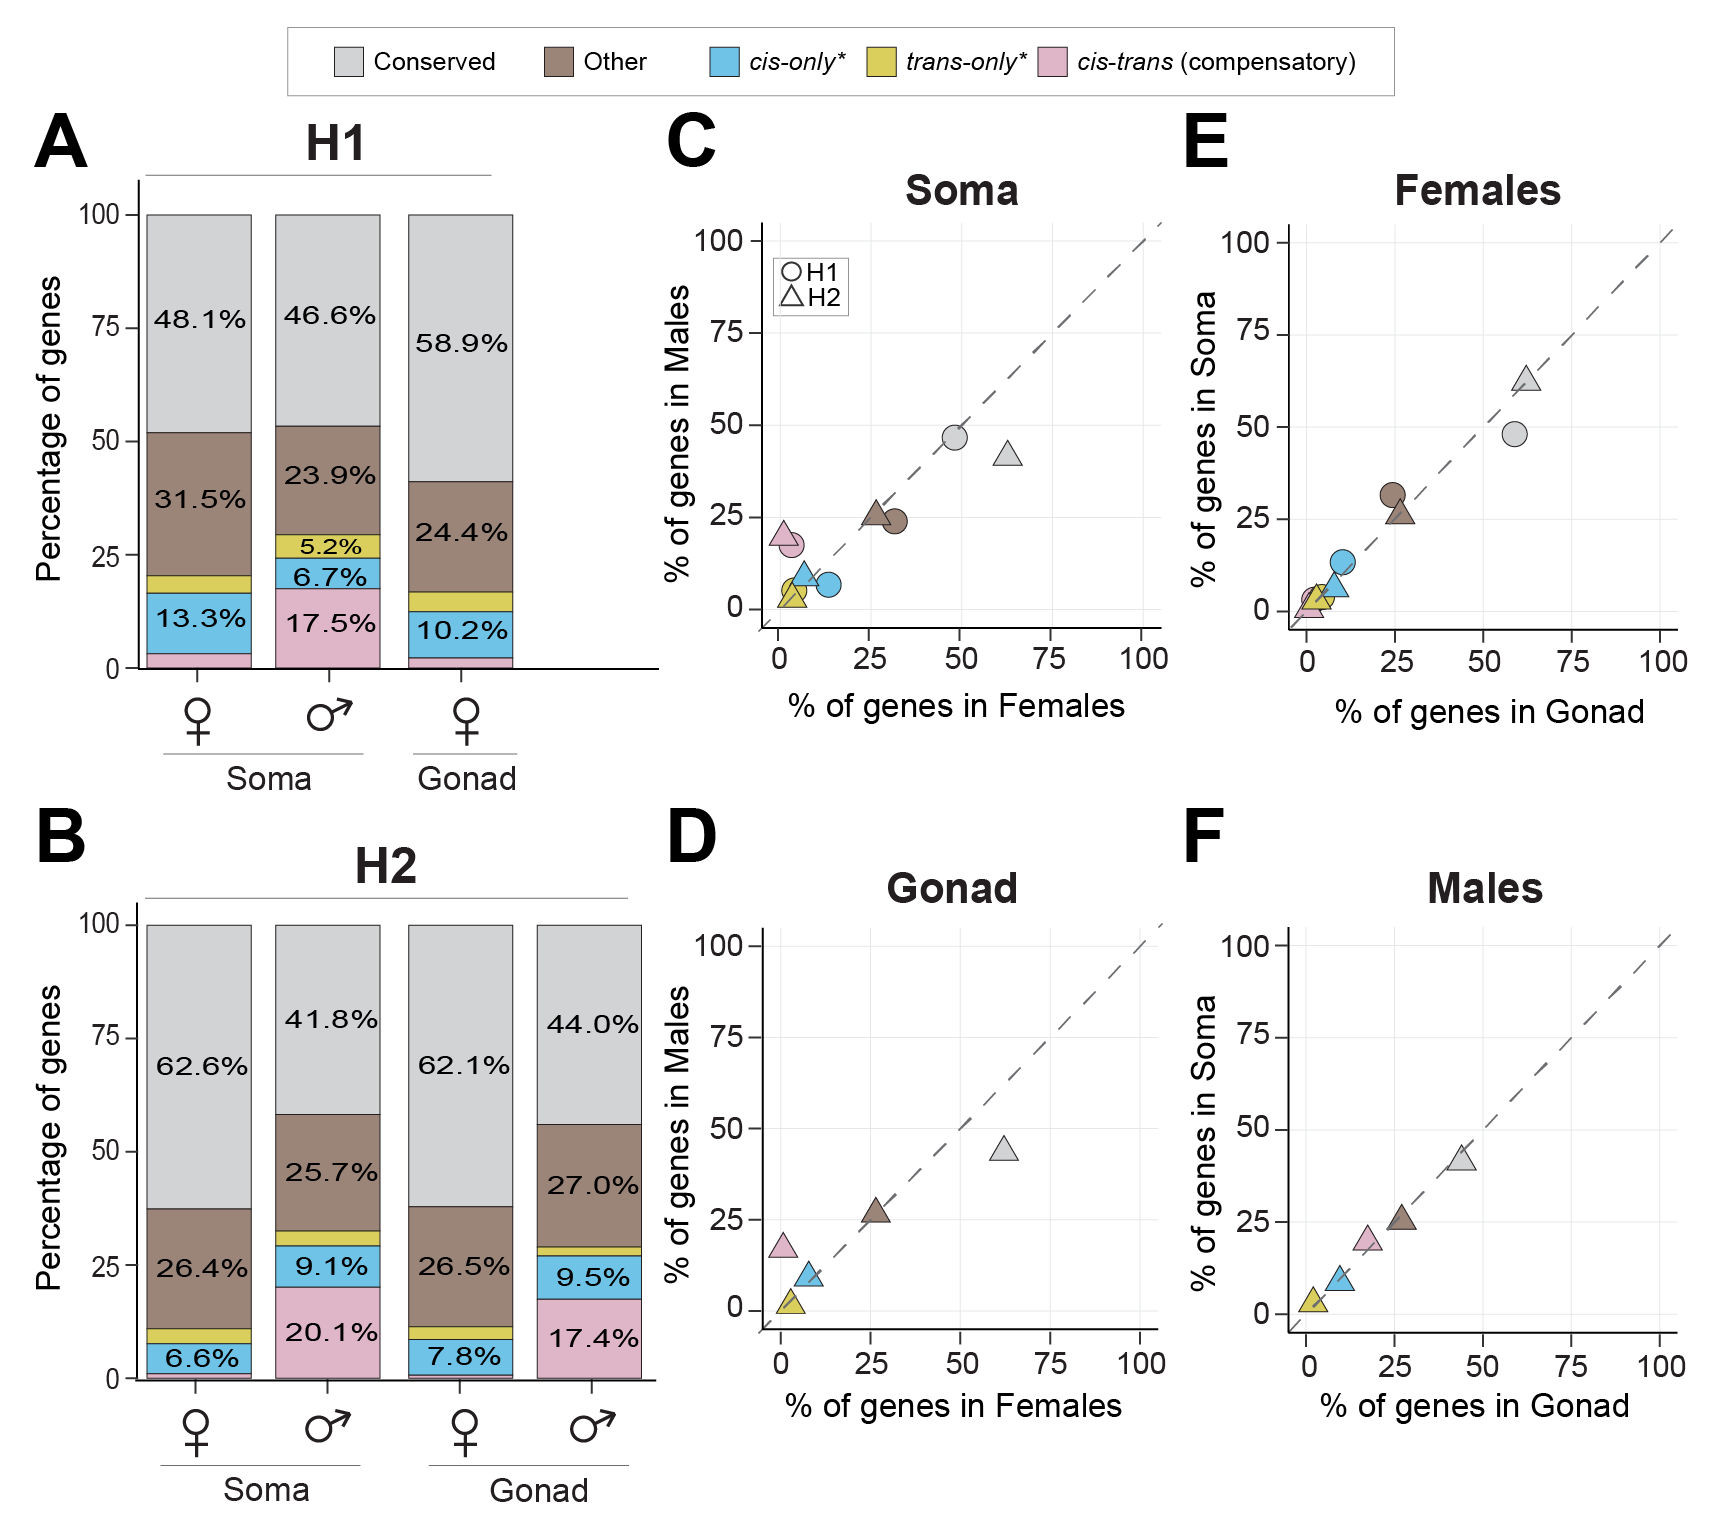 Conserved Other cis-only* trans-only* cis-trans (compensatory)
A
H1
Percentage of genes
100
75
50
25
0
48.1%
31.5%
13.3%
46.6%
23.9%
5.2%
6.7%
17.5%
58.9%
24.4%
10.2%
♀ ♂ ♀
Soma Gonad
B
H2
Percentage of genes
100
75
50
25
0
62.6%
26.4%
6.6%
41.8%
25.7%
9.1%
20.1%
62.1%
26.5%
7.8%
44.0%
27.0%
9.5%
17.4%
♀ ♂ ♀ ♂
Soma Gonad
C
Soma
% of genes in Males
100
75
50
25
0
H1
H2
0 25 50 75 100
% of genes in Females
D
Gonad
% of genes in Males
100
75
50
25
0
0 25 50 75 100
% of genes in Females
E
Females
% of genes in Soma
100
75
50
25
0
0 25 50 75 100
% of genes in Gonad
F
Males
% of genes in Soma
100
75
50
25
0
0 25 50 75 100
% of genes in Gonad